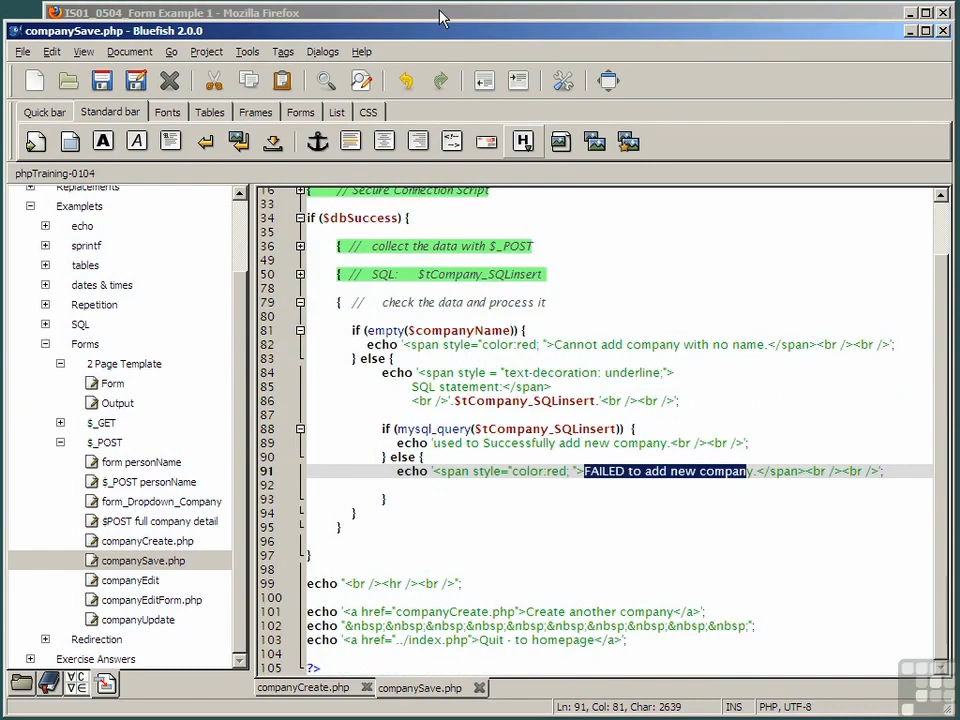 IS01_0504_Form Example 1 - Mozilla Firefox
companySave.php - Bluefish 2.0.0
File Edit View Document Go Project Tools Tags Dialogs Help
Quick bar Standard bar Fonts Tables Frames Forms List CSS
phpTraining-0104
Replacements
Examplets
echo
sprintf
tables
dates & times
Repetition
SQL
Forms
2 Page Template
Form
Output
$_GET
$_POST
form personName
$_POST personName
form_Dropdown_Company
$POST full company detail
companyCreate.php
companySave.php
companyEdit
companyEditForm.php
companyUpdate
Redirection
Exercise Answers
16 { // Secure Connection Script
33
34 if ($dbSuccess) {
35
36 { // collect the data with $_POST
49
50 { // SQL: $tCompany_SQLinsert
78
79 { // check the data and process it
80
81 if (empty($companyName)) {
82 echo '<span style="color:red; ">Cannot add company with no name.</span><br /><br />';
83 } else {
84 echo '<span style = "text-decoration: underline;">
85 SQL statement:</span>
86 <br />'.$tCompany_SQLinsert.'<br /><br />';
87
88 if (mysql_query($tCompany_SQLinsert)) {
89 echo 'used to Successfully add new company.<br /><br />';
90 } else {
91 echo '<span style="color:red; ">FAILED to add new company.</span><br /><br />';
92
93 }
94 }
95 }
96
97 }
98
99 echo "<br /><hr /><br />";
100
101 echo '<a href="companyCreate.php">Create another company</a>';
102 echo "&nbsp;&nbsp;&nbsp;&nbsp;&nbsp;&nbsp;&nbsp;&nbsp;";
103 echo '<a href="../index.php">Quit - to homepage</a>';
104
105 ?>
companyCreate.php companySave.php
Ln: 91, Col: 81, Char: 2639 INS PHP, UTF-8